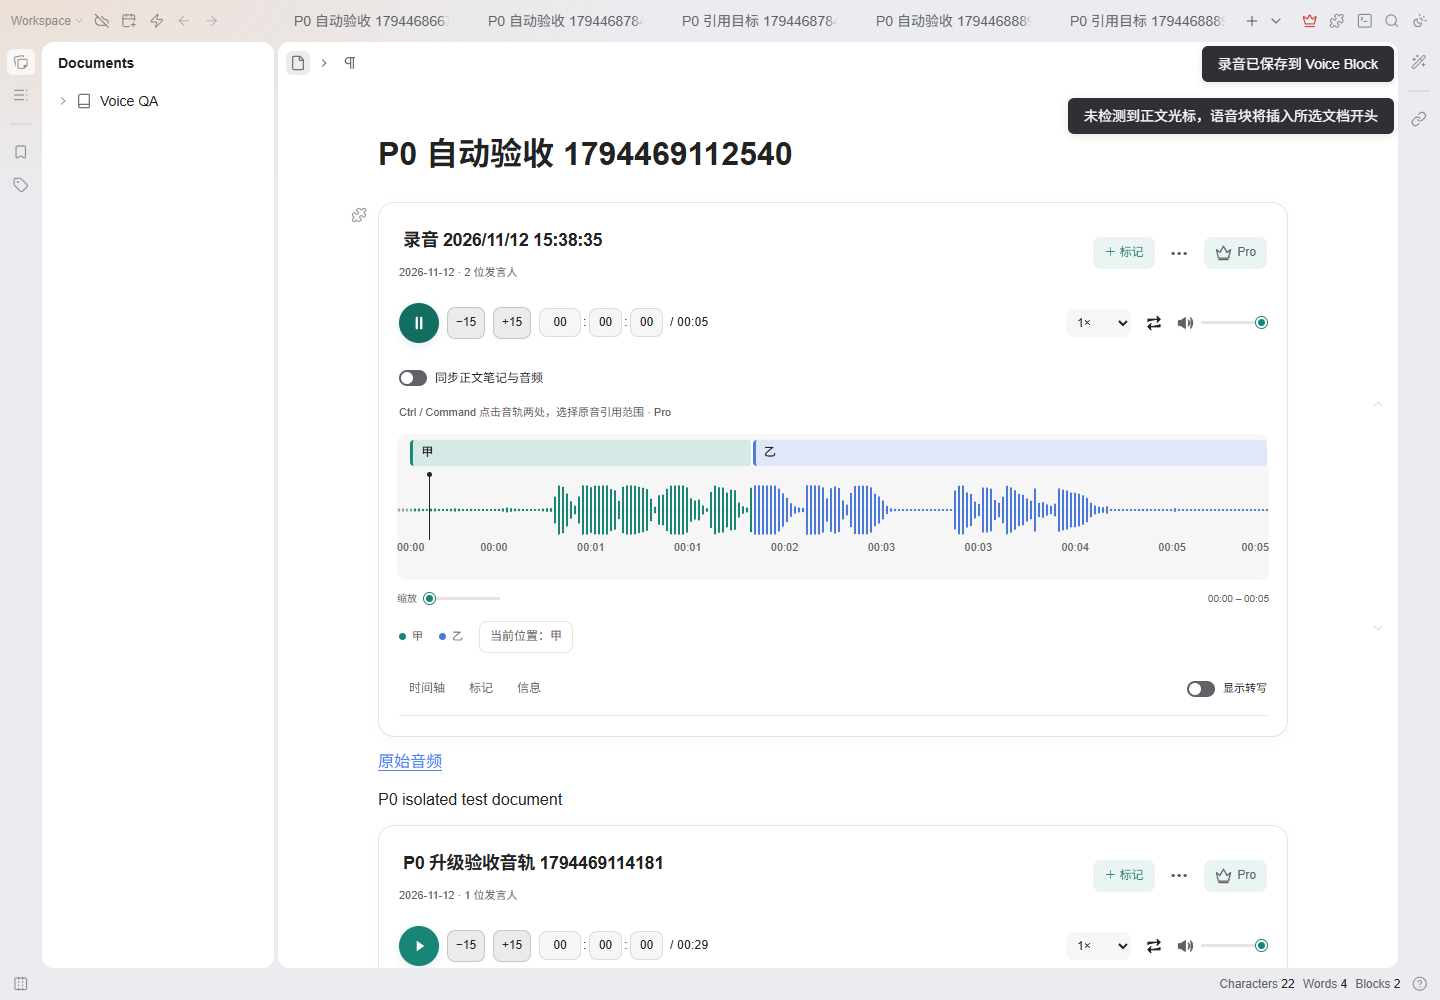 Workspace
P0 自动验收 1794468667
P0 自动验收 179446878
P0 引用目标 179446878
P0 自动验收 179446888
P0 引用目标 179446888
Documents
Voice QA
录音已保存到 Voice Block
未检测到正文光标，语音块将插入所选文档开头
P0 自动验收 1794469112540
录音 2026/11/12 15:38:35
2026-11-12 · 2 位发言人
+ 标记
Pro
−15 +15 00 : 00 : 00 / 00:05
1×
同步正文笔记与音频
Ctrl / Command 点击音轨两处，选择原音引用范围 · Pro
甲 乙
00:00 00:00 00:01 00:01 00:02 00:03 00:03 00:04 00:05 00:05
缩放
00:00 – 00:05
甲 乙 当前位置：甲
时间轴 标记 信息
显示转写
原始音频
P0 isolated test document
P0 升级验收音轨 1794469114181
2026-11-12 · 1 位发言人
+ 标记
Pro
−15 +15 00 : 00 : 00 / 00:29
1×
Characters 22 Words 4 Blocks 2